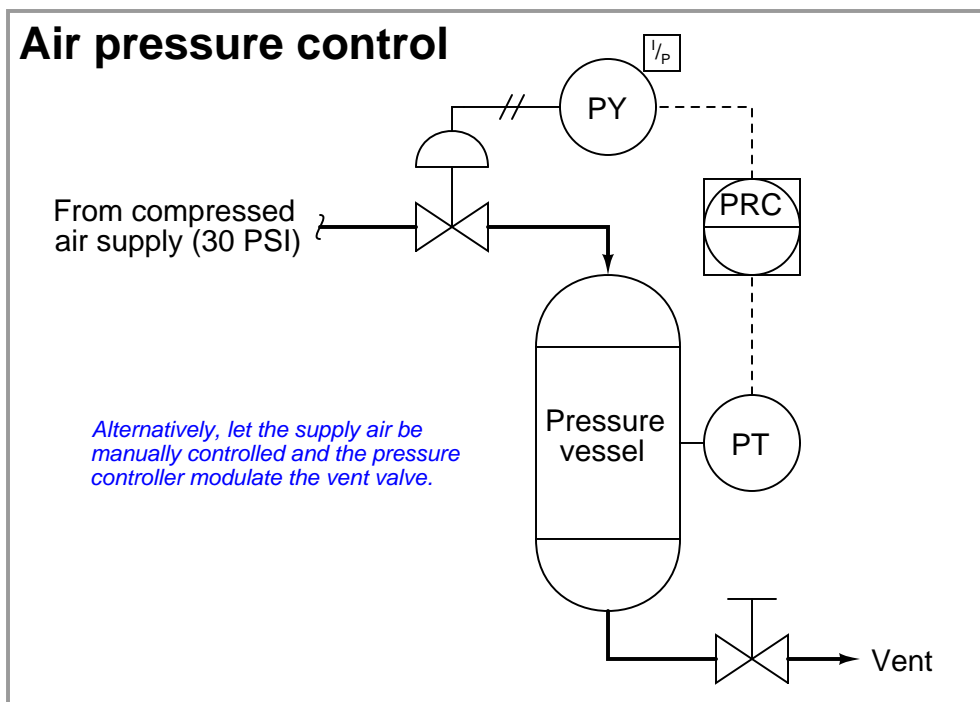 Air pressure control
I/P
PY
PRC
From compressed
air supply (30 PSI)
Pressure
vessel
PT
Alternatively, let the supply air be
manually controlled and the pressure
controller modulate the vent valve.
Vent